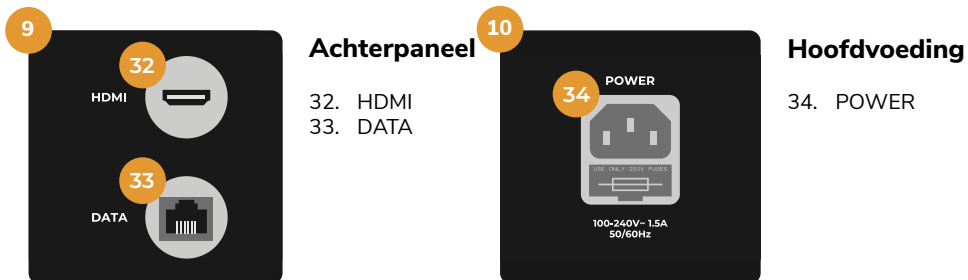 9
32
HDMI
33
DATA
Achterpaneel
32. HDMI
33. DATA
10
POWER
34
USE ONLY 250V FUSES
100-240V~ 1.5A
50/60Hz
Hoofdvoeding
34. POWER